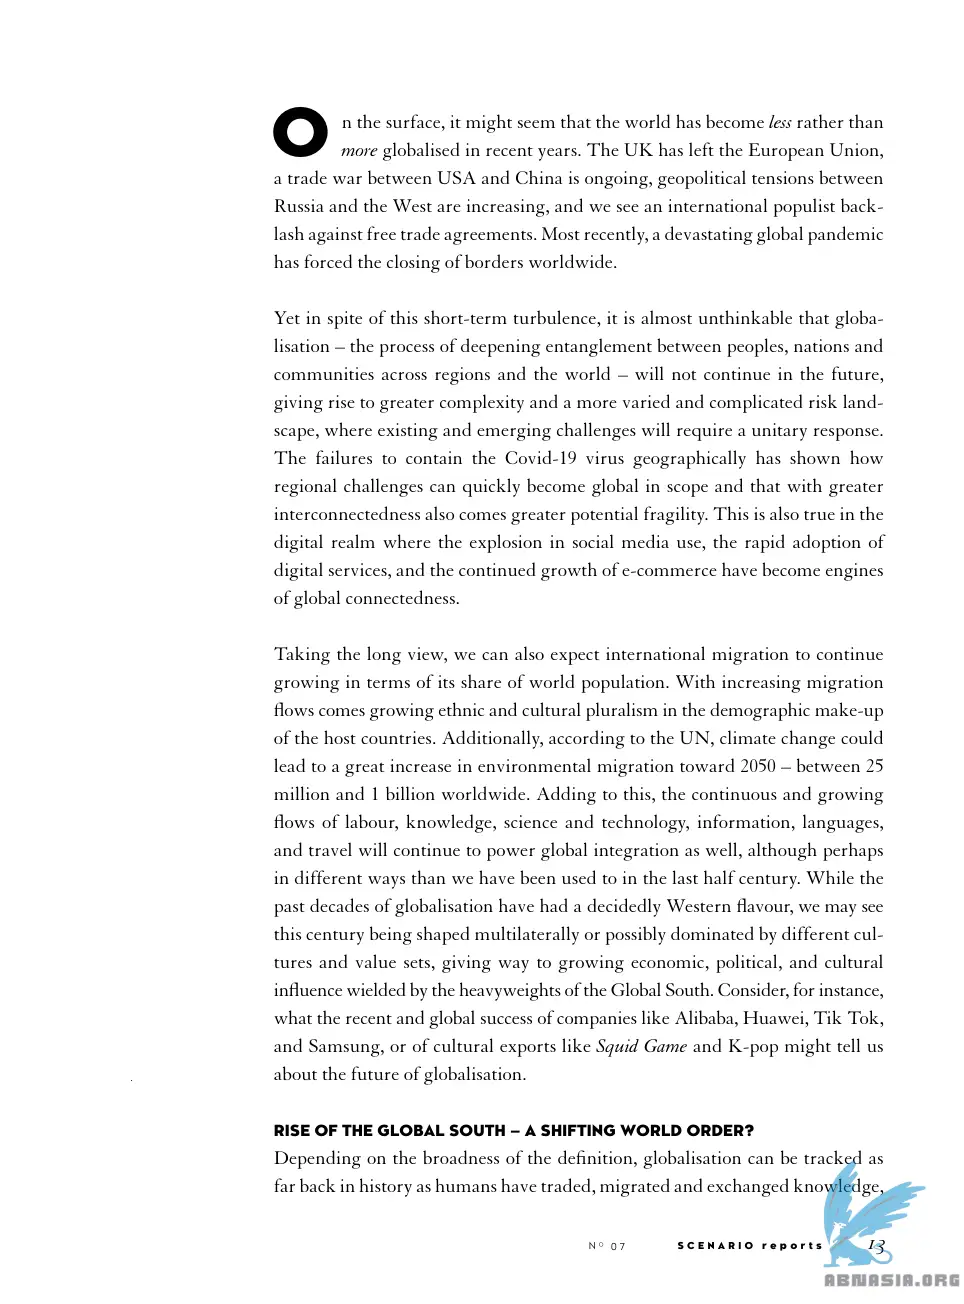 On the surface, it might seem that the world has become less rather than
more globalised in recent years. The UK has left the European Union,
a trade war between USA and China is ongoing, geopolitical tensions between
Russia and the West are increasing, and we see an international populist back-
lash against free trade agreements. Most recently, a devastating global pandemic
has forced the closing of borders worldwide.
Yet in spite of this short-term turbulence, it is almost unthinkable that globa-
lisation – the process of deepening entanglement between peoples, nations and
communities across regions and the world – will not continue in the future,
giving rise to greater complexity and a more varied and complicated risk land-
scape, where existing and emerging challenges will require a unitary response.
The failures to contain the Covid-19 virus geographically has shown how
regional challenges can quickly become global in scope and that with greater
interconnectedness also comes greater potential fragility. This is also true in the
digital realm where the explosion in social media use, the rapid adoption of
digital services, and the continued growth of e-commerce have become engines
of global connectedness.
Taking the long view, we can also expect international migration to continue
growing in terms of its share of world population. With increasing migration
flows comes growing ethnic and cultural pluralism in the demographic make-up
of the host countries. Additionally, according to the UN, climate change could
lead to a great increase in environmental migration toward 2050 – between 25
million and 1 billion worldwide. Adding to this, the continuous and growing
flows of labour, knowledge, science and technology, information, languages,
and travel will continue to power global integration as well, although perhaps
in different ways than we have been used to in the last half century. While the
past decades of globalisation have had a decidedly Western flavour, we may see
this century being shaped multilaterally or possibly dominated by different cul-
tures and value sets, giving way to growing economic, political, and cultural
influence wielded by the heavyweights of the Global South. Consider, for instance,
what the recent and global success of companies like Alibaba, Huawei, Tik Tok,
and Samsung, or of cultural exports like Squid Game and K-pop might tell us
about the future of globalisation.
RISE OF THE GLOBAL SOUTH – A SHIFTING WORLD ORDER?
Depending on the broadness of the definition, globalisation can be tracked as
far back in history as humans have traded, migrated and exchanged knowledge,
Nº 07 SCENARIO reports 13
ABNASIA.ORG